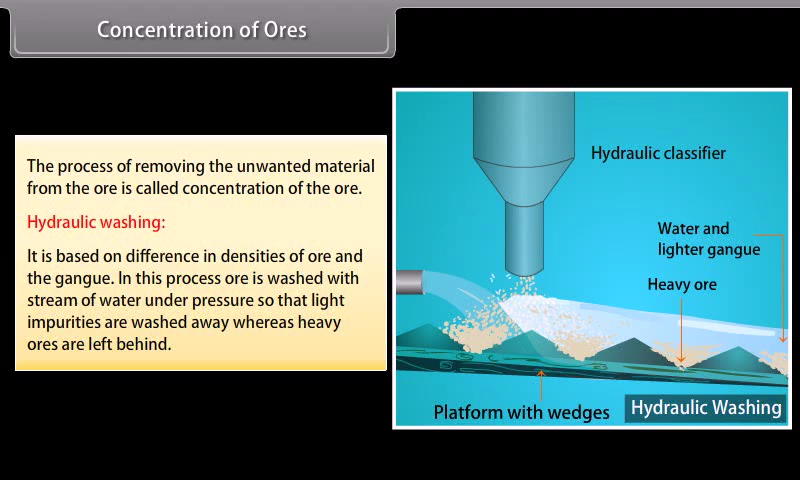 Concentration of Ores
The process of removing the unwanted material
from the ore is called concentration of the ore.
Hydraulic washing:
It is based on difference in densities of ore and
the gangue. In this process ore is washed with
stream of water under pressure so that light
impurities are washed away whereas heavy
ores are left behind.
Hydraulic classifier
Water and
lighter gangue
Heavy ore
Platform with wedges
Hydraulic Washing